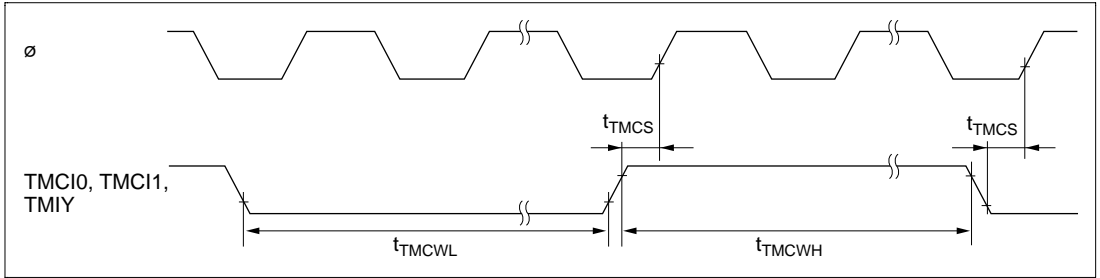 ø
tTMCS
tTMCS
TMCI0, TMCI1,
TMIY
tTMCWL
tTMCWH